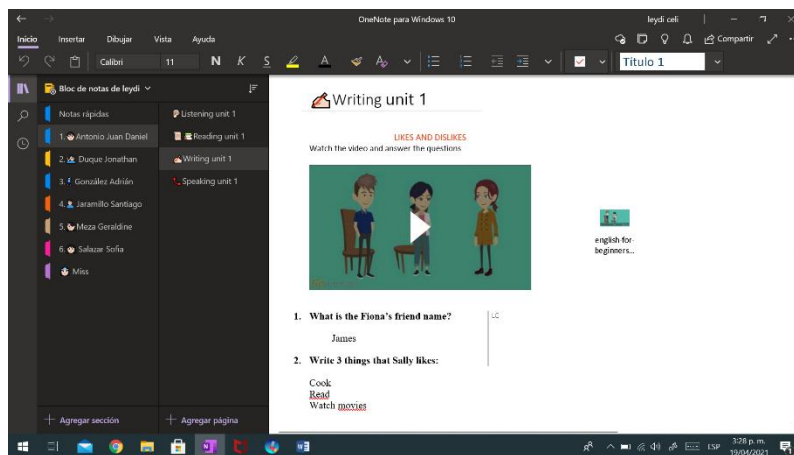 OneNote para Windows 10
leydi celi
Inicio
Insertar
Dibujar
Vista
Ayuda
Compartir
Calibri
11
N
K
S
A
A
Título 1
Bloc de notas de leydi
Notas rápidas
1. Antonio Juan Daniel
2. Duque Jonathan
3. González Adrián
4. Jaramillo Santiago
5. Meza Geraldine
6. Salazar Sofia
Miss
Agregar sección
Listening unit 1
Reading unit 1
Writing unit 1
Speaking unit 1
Agregar página
Writing unit 1
LIKES AND DISLIKES
Watch the video and answer the questions
english-for-
beginners...
1. What is the Fiona's friend name?
LC
James
2. Write 3 things that Sally likes:
Cook
Read
Watch movies
ESP
3:28 p. m.
19/04/2021